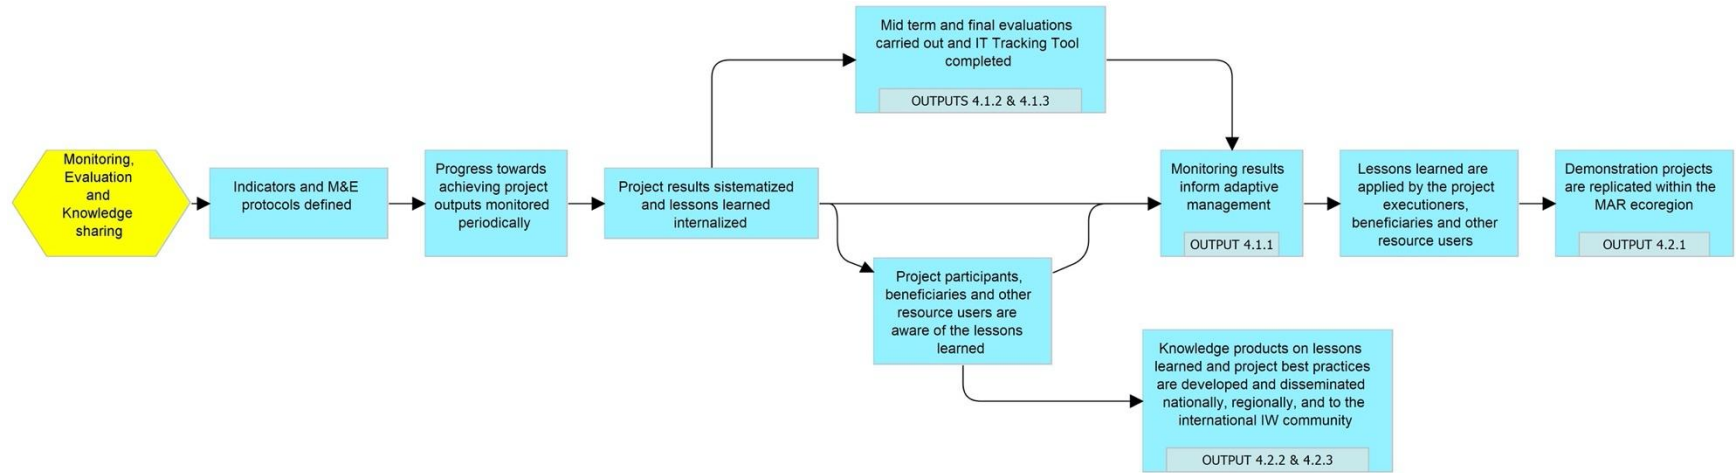 Monitoring,
Evaluation
and
Knowledge
sharing
Indicators and M&E
protocols defined
Progress towards
achieving project
outputs monitored
periodically
Project results sistematized
and lessons learned
internalized
Mid term and final evaluations
carried out and IT Tracking Tool
completed
OUTPUTS 4.1.2 & 4.1.3
Project participants,
beneficiaries and other
resource users are
aware of the lessons
learned
Monitoring results
inform adaptive
management
OUTPUT 4.1.1
Lessons learned are
applied by the project
executioners,
beneficiaries and other
resource users
Demonstration projects
are replicated within the
MAR ecoregion
OUTPUT 4.2.1
Knowledge products on lessons
learned and project best practices
are developed and disseminated
nationally, regionally, and to the
international IW community
OUTPUT 4.2.2 & 4.2.3